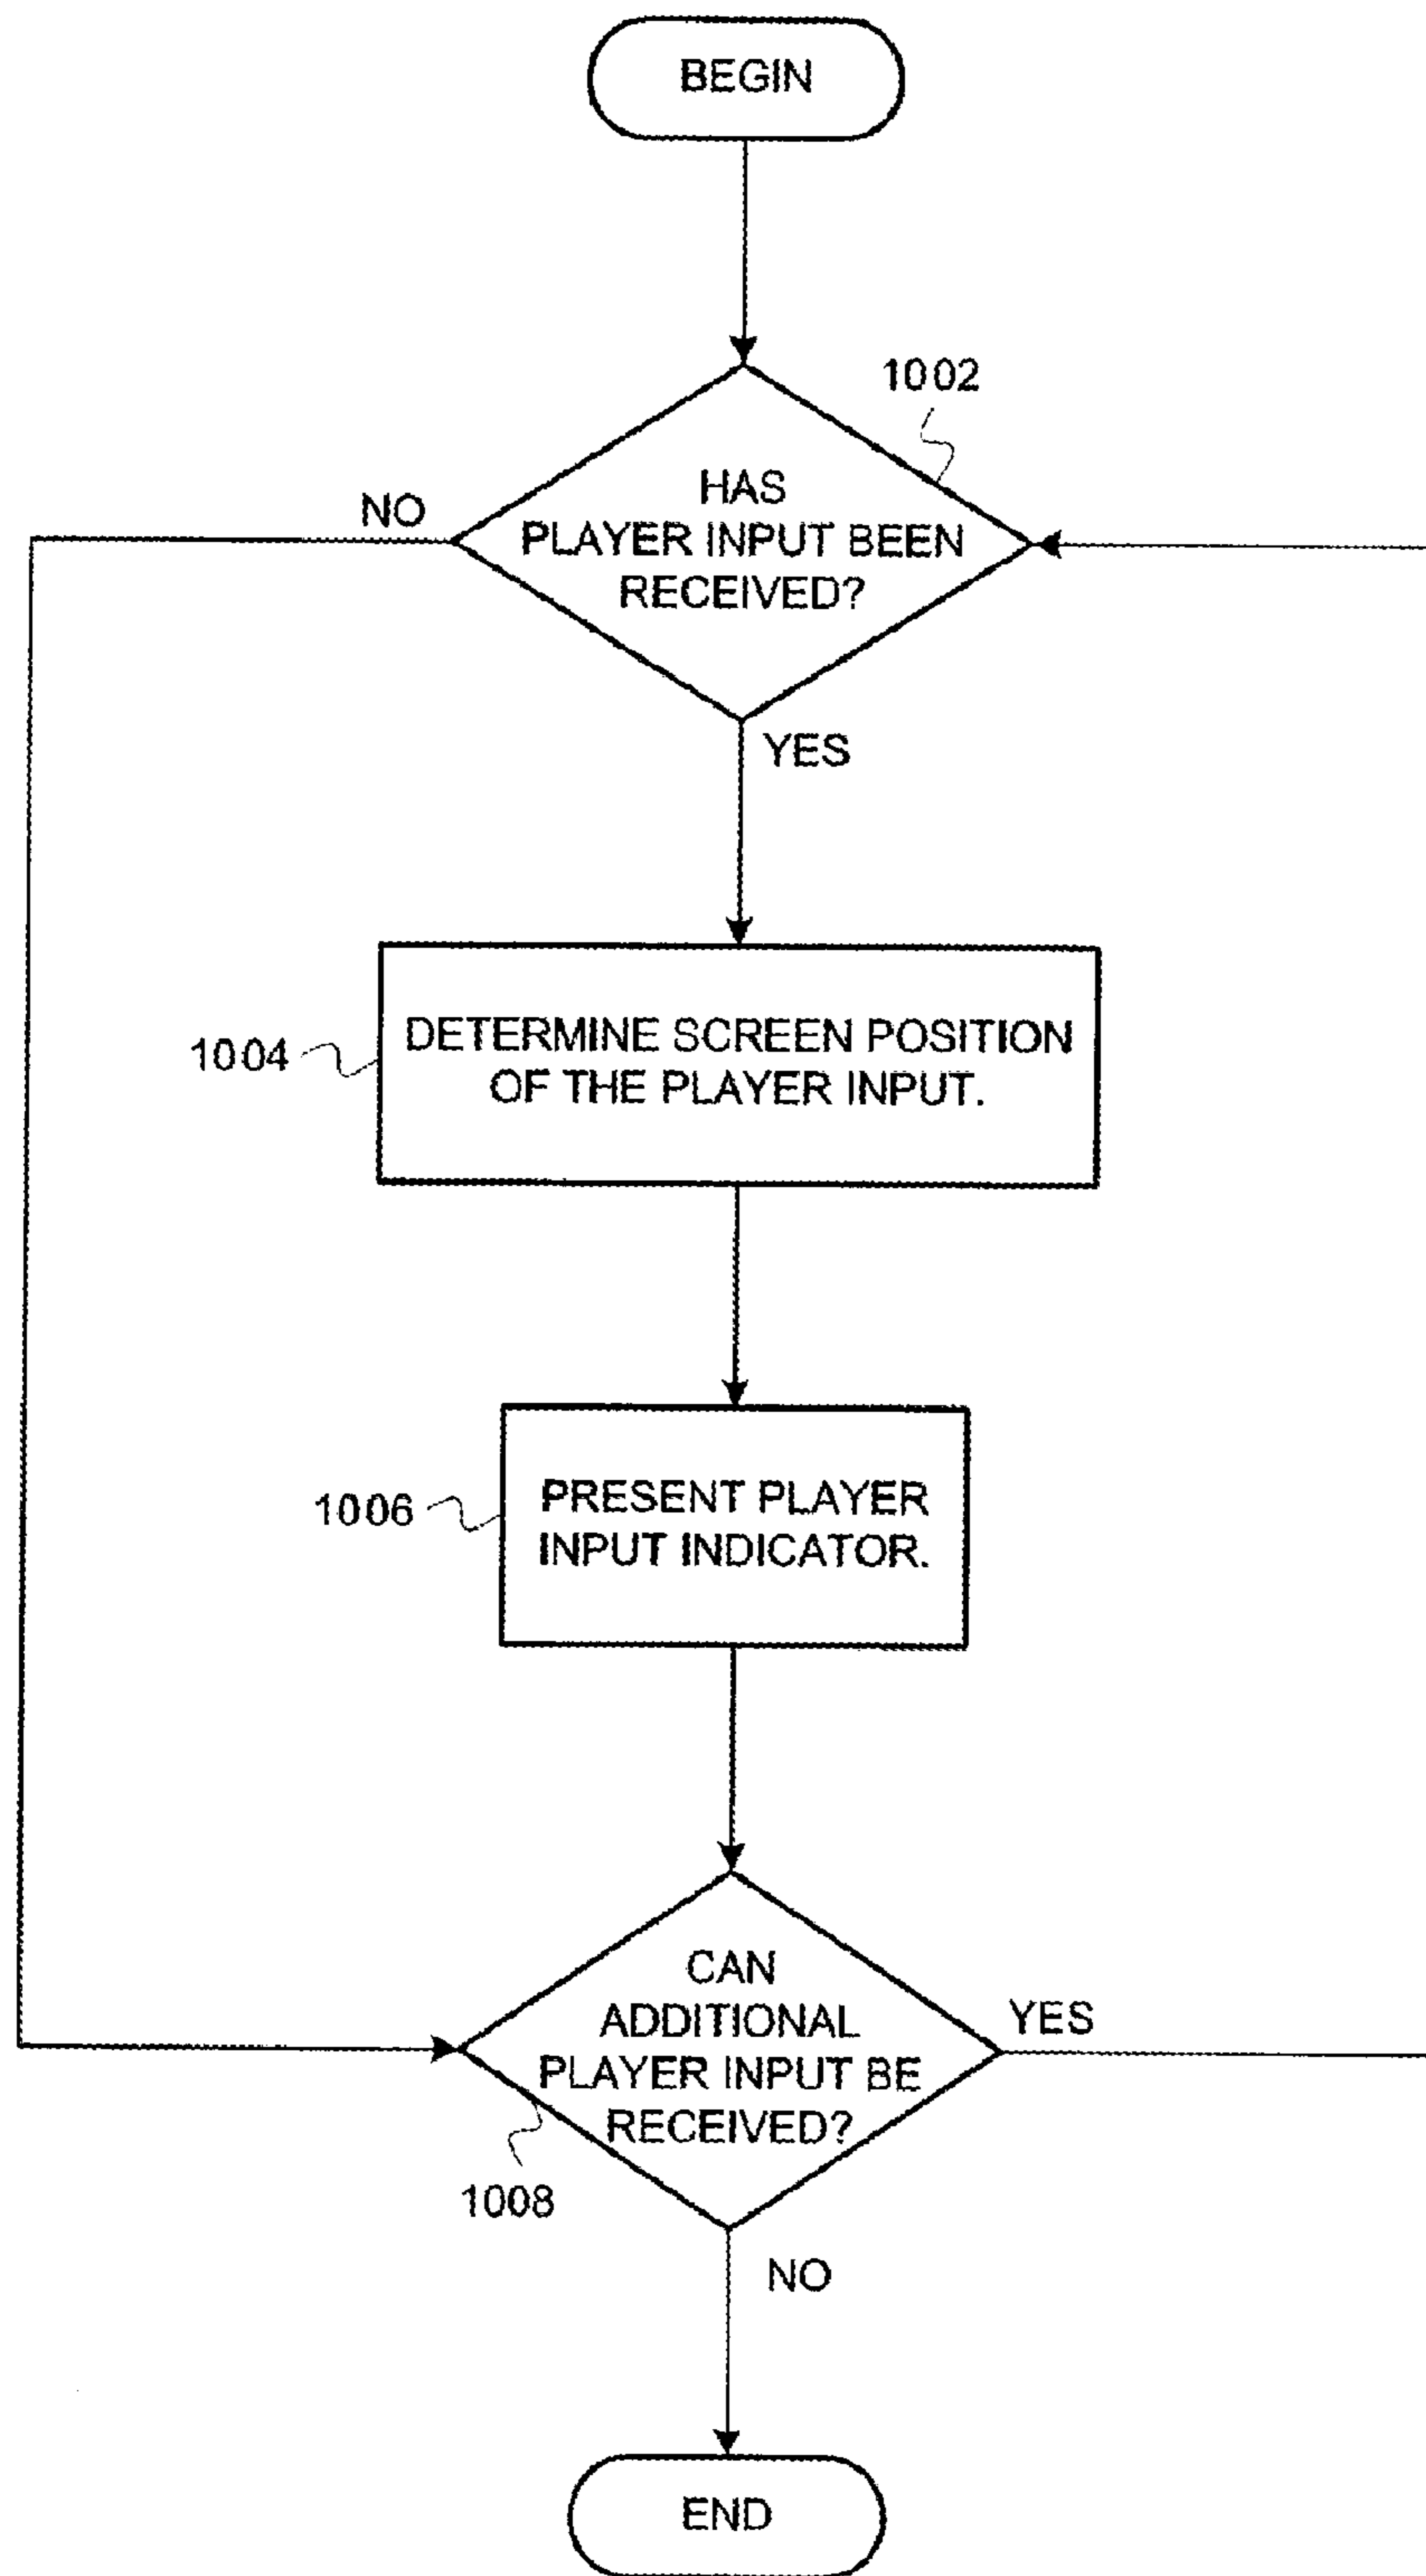 BEGIN
1002
HAS
PLAYER INPUT BEEN
RECEIVED?
NO
YES
1004
DETERMINE SCREEN POSITION
OF THE PLAYER INPUT.
1006
PRESENT PLAYER
INPUT INDICATOR.
CAN
ADDITIONAL
PLAYER INPUT BE
RECEIVED?
YES
1008
NO
END